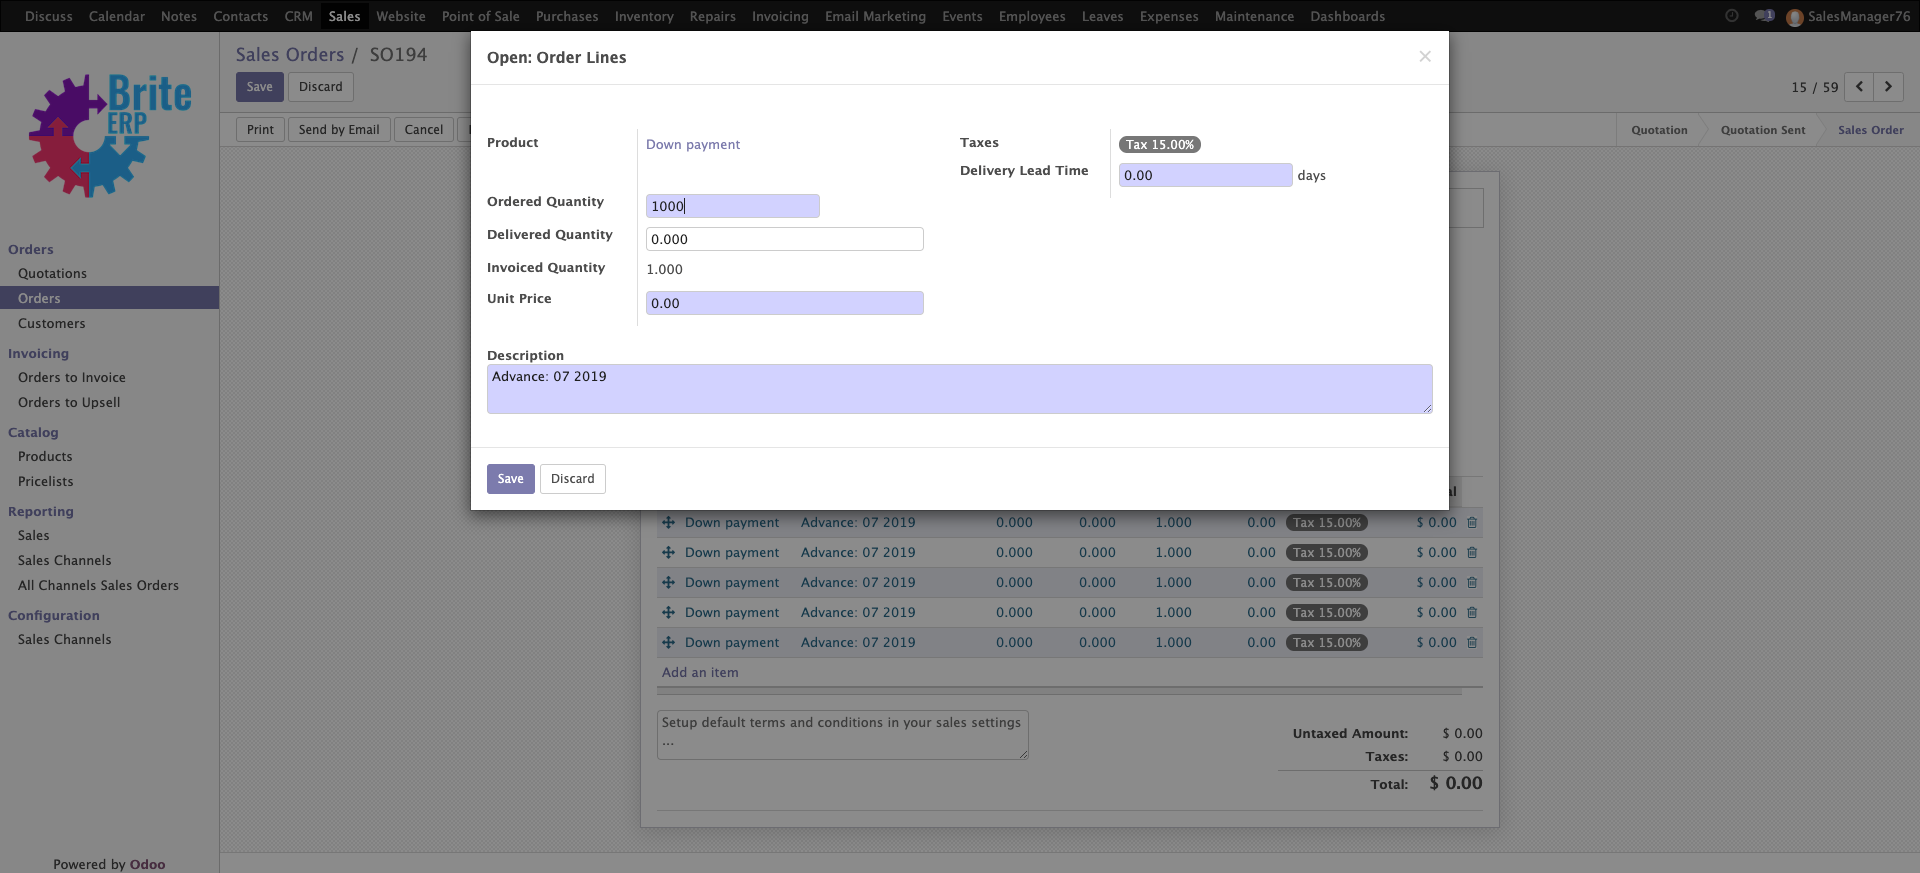 Discuss Calendar Notes Contacts CRM Sales Website Point of Sale Purchases Inventory Repairs Invoicing Email Marketing Events Employees Leaves Expenses Maintenance Dashboards 1 SalesManager76
Brite
ERP
Orders
Quotations
Orders
Customers
Invoicing
Orders to Invoice
Orders to Upsell
Catalog
Products
Pricelists
Reporting
Sales
Sales Channels
All Channels Sales Orders
Configuration
Sales Channels
Powered by Odoo
Sales Orders / SO194
Save Discard
15 / 59
Print Send by Email Cancel
Quotation Quotation Sent Sales Order
Open: Order Lines ×
Product Down payment
Taxes Tax 15.00%
Delivery Lead Time 0.00 days
Ordered Quantity 1000
Delivered Quantity 0.000
Invoiced Quantity 1.000
Unit Price 0.00
Description
Advance: 07 2019
Save Discard
Down payment Advance: 07 2019 0.000 0.000 1.000 0.00 Tax 15.00% $ 0.00
Down payment Advance: 07 2019 0.000 0.000 1.000 0.00 Tax 15.00% $ 0.00
Down payment Advance: 07 2019 0.000 0.000 1.000 0.00 Tax 15.00% $ 0.00
Down payment Advance: 07 2019 0.000 0.000 1.000 0.00 Tax 15.00% $ 0.00
Down payment Advance: 07 2019 0.000 0.000 1.000 0.00 Tax 15.00% $ 0.00
Add an item
Setup default terms and conditions in your sales settings
...
Untaxed Amount: $ 0.00
Taxes: $ 0.00
Total: $ 0.00